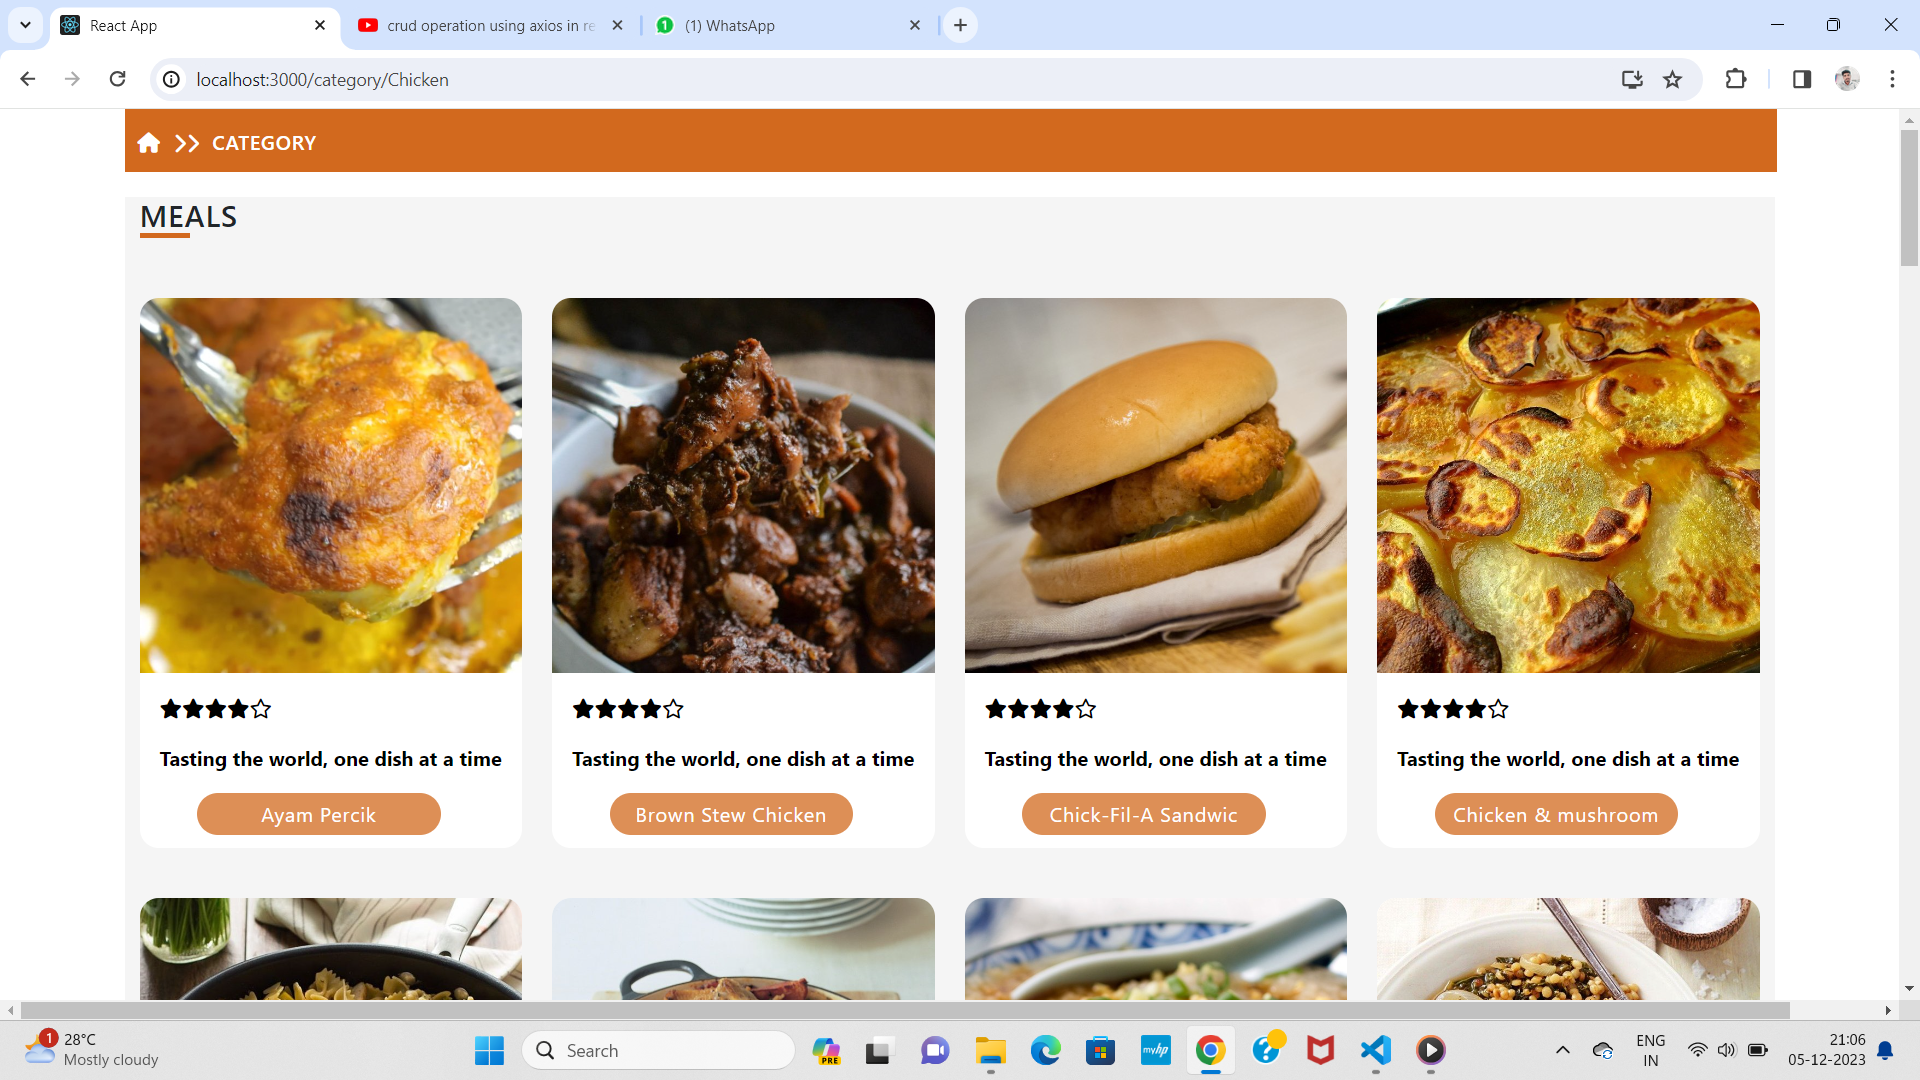 React App
crud operation using axios in re
(1) WhatsApp
localhost:3000/category/Chicken
CATEGORY
MEALS
Tasting the world, one dish at a time
Ayam Percik
Tasting the world, one dish at a time
Brown Stew Chicken
Tasting the world, one dish at a time
Chick-Fil-A Sandwic
Tasting the world, one dish at a time
Chicken & mushroom
1
28°C
Mostly cloudy
Search
PRE
myhp
ENG
IN
21:06
05-12-2023